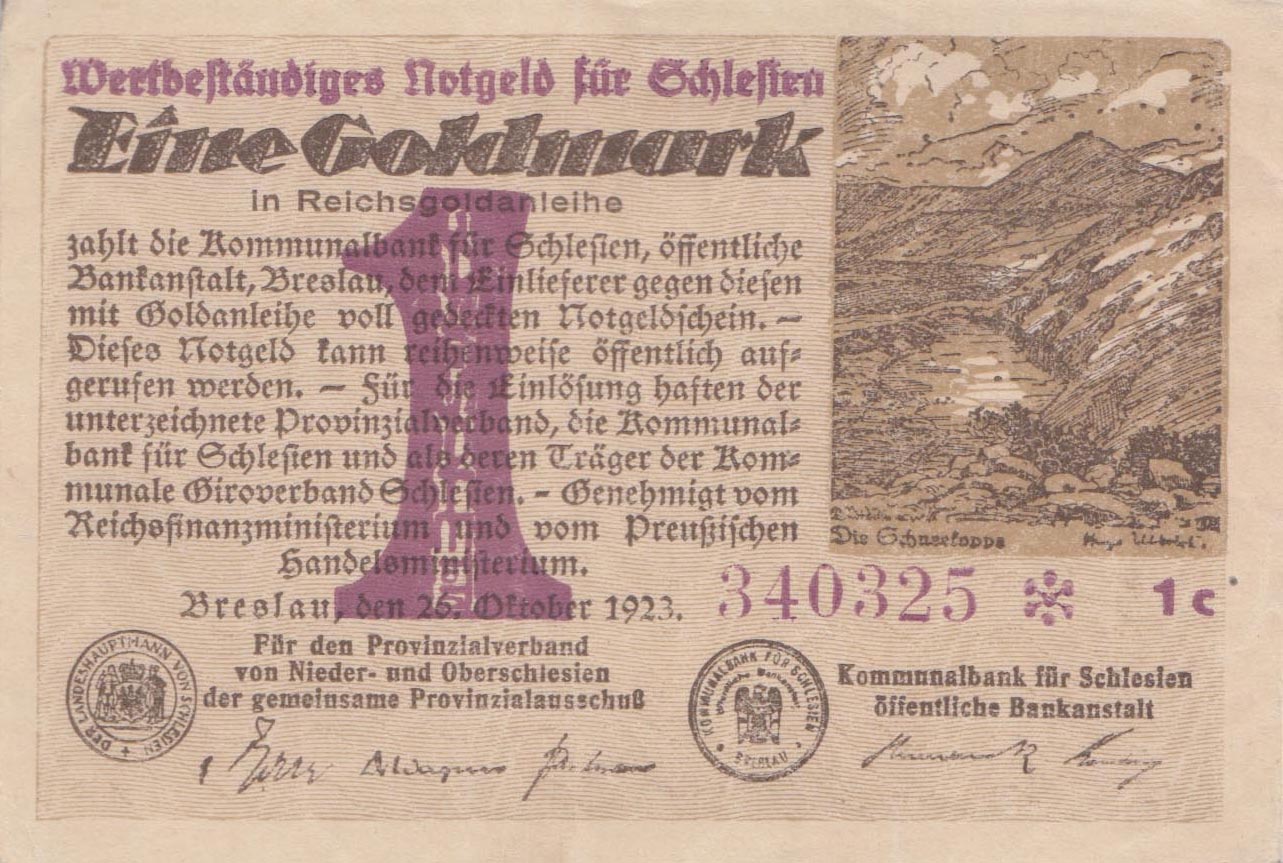 Wertbeständiges Notgeld für Schlesien
Eine Goldmark
in Reichsgoldanleihe
zahlt die Kommunalbank für Schlesien, öffentliche
Bankanstalt, Breslau, dem Einlieferer gegen diesen
mit Goldanleihe voll gedeckten Notgeldschein. –
Dieses Notgeld kann reihenweise öffentlich auf-
gerufen werden. – Für die Einlösung haften der
unterzeichnete Provinzialverband, die Kommunal-
bank für Schlesien und als deren Träger der Kom-
munale Giroverband Schlesien. – Genehmigt vom
Reichsfinanzministerium und vom Preußischen
Handelsministerium.
Breslau, den 26. Oktober 1923.
1
Die Schneekoppe
340325 * 1c
Für den Provinzialverband
von Nieder- und Oberschlesien
der gemeinsame Provinzialausschuß
DER LANDESHAUPTMANN VON SCHLESIEN
KOMMUNALBANK FÜR SCHLESIEN
öffentliche Bankanstalt
BRESLAU
Kommunalbank für Schlesien
öffentliche Bankanstalt